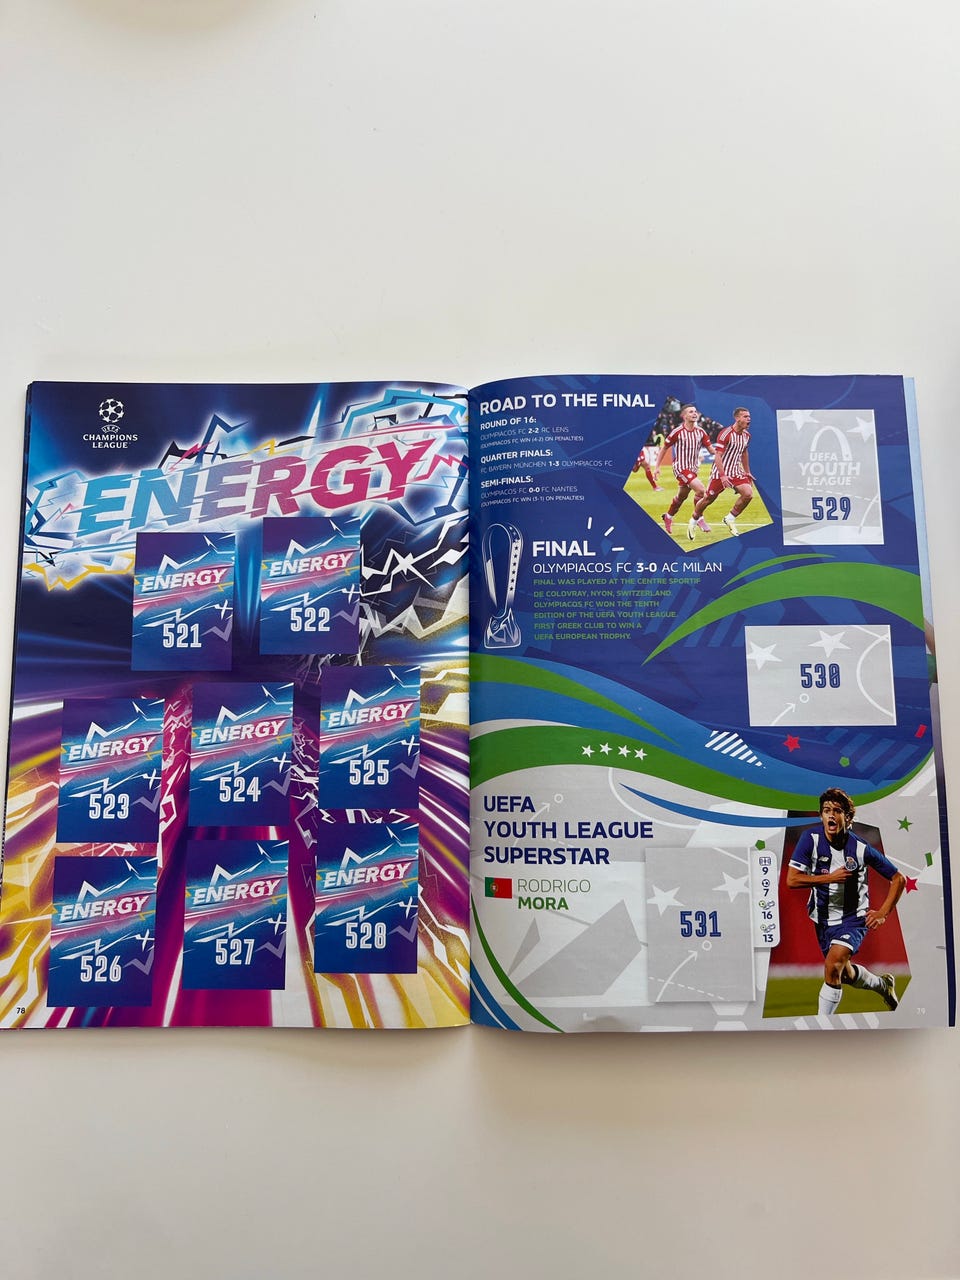 UEFA
CHAMPIONS
LEAGUE
ENERGY
ENERGY
521
ENERGY
522
ENERGY
523
ENERGY
524
ENERGY
525
ENERGY
526
ENERGY
527
ENERGY
528
78
ROAD TO THE FINAL
ROUND OF 16:
OLYMPIACOS FC 2-2 RC LENS
(OLYMPIACOS FC WIN (4-2) ON PENALTIES)
QUARTER FINALS:
FC BAYERN MÜNCHEN 1-3 OLYMPIACOS FC
SEMI-FINALS:
OLYMPIACOS FC 0-0 FC NANTES
(OLYMPIACOS FC WIN (3-1) ON PENALTIES)
UEFA
YOUTH
LEAGUE
529
FINAL
OLYMPIACOS FC 3-0 AC MILAN
FINAL WAS PLAYED AT THE CENTRE SPORTIF
DE COLOVRAY, NYON, SWITZERLAND.
OLYMPIACOS FC WON THE TENTH
EDITION OF THE UEFA YOUTH LEAGUE.
FIRST GREEK CLUB TO WIN A
UEFA EUROPEAN TROPHY.
530
UEFA
YOUTH LEAGUE
SUPERSTAR
RODRIGO
MORA
531
9
7
16
13
79